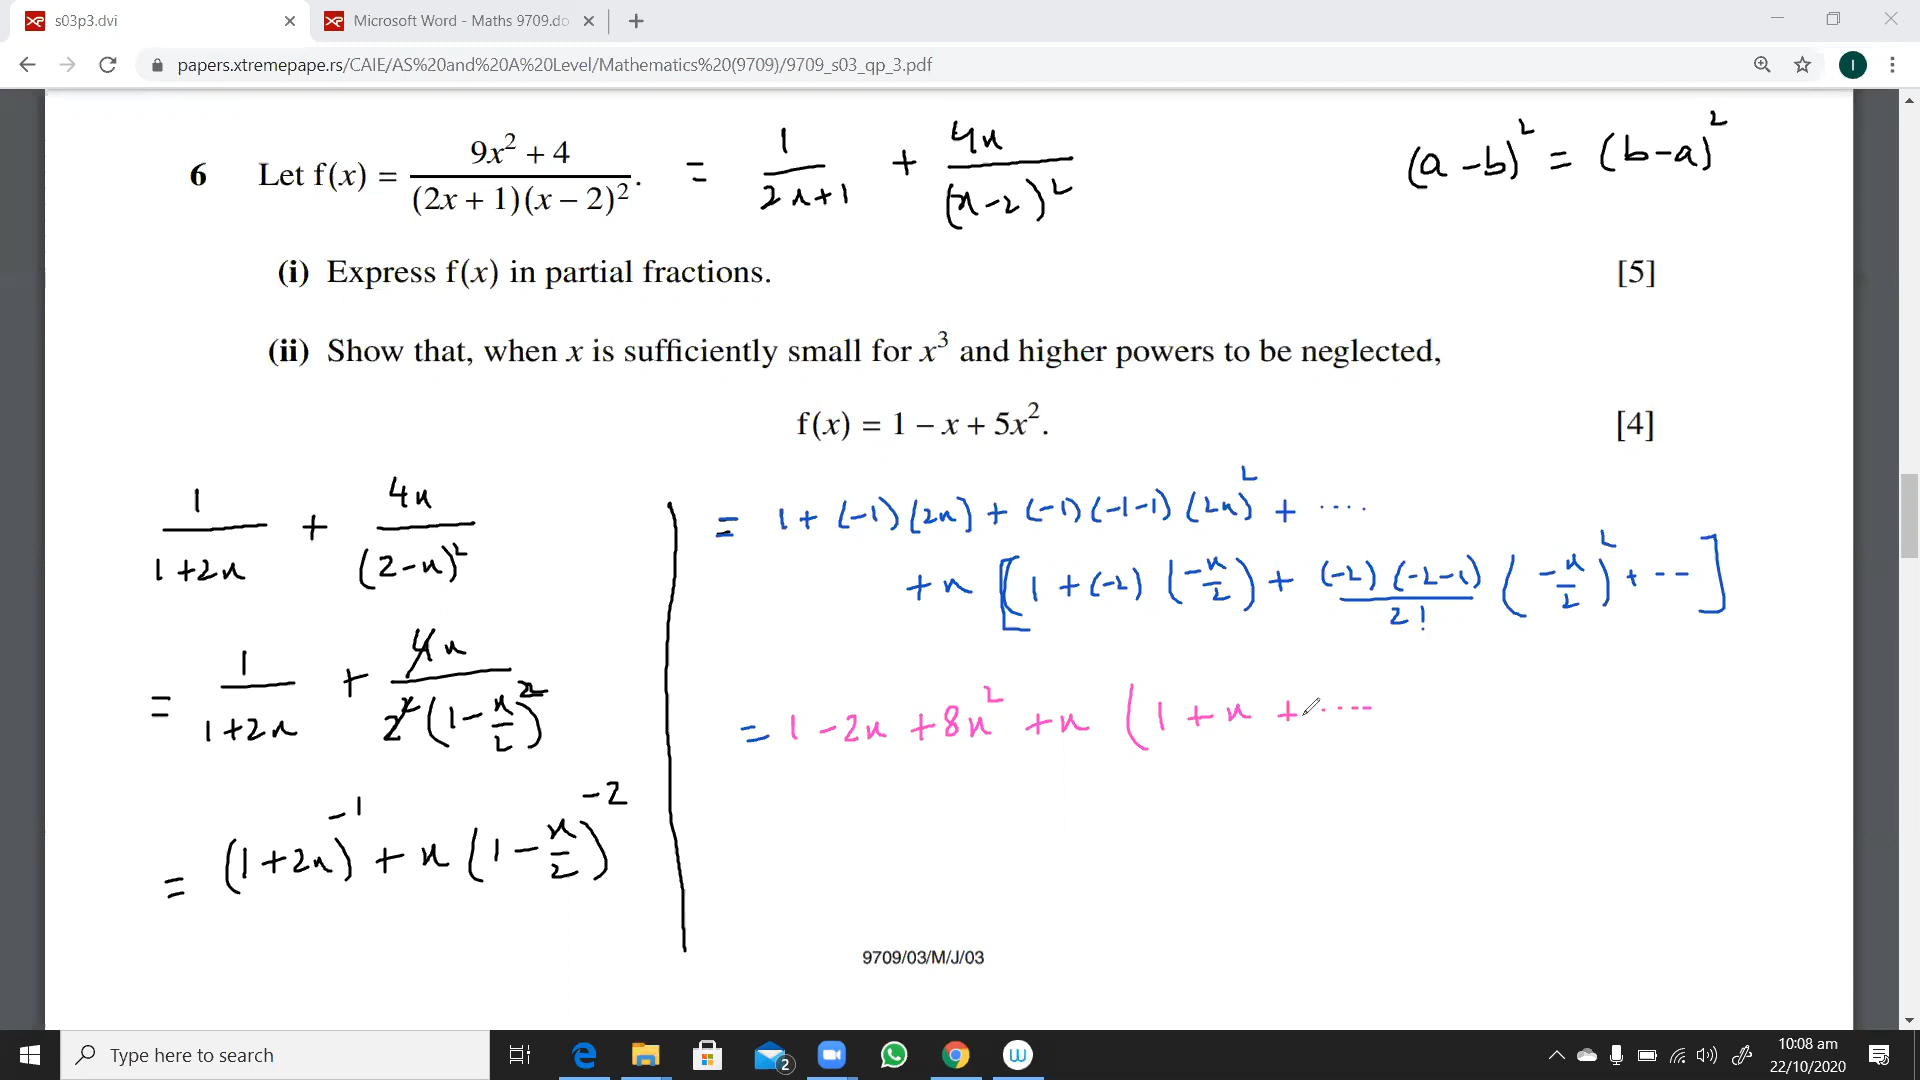 s03p3.dvi
Microsoft Word - Maths 9709.do
papers.xtremepape.rs/CAIE/AS%20and%20A%20Level/Mathematics%20(9709)/9709_s03_qp_3.pdf
I
6 Let f(x) = (9x² + 4)/((2x + 1)(x − 2)²). = 1/(2x+1) + 4x/(x−2)²
(a−b)² = (b−a)²
(i) Express f(x) in partial fractions. [5]
(ii) Show that, when x is sufficiently small for x³ and higher powers to be neglected,
f(x) = 1 − x + 5x². [4]
1/(1+2x) + 4x/(2−x)²
= 1/(1+2x) + 4x/(2²(1−x/2)²)
= (1+2x)⁻¹ + x(1−x/2)⁻²
= 1+(-1)(2x)+(-1)(-1-1)(2x)² + ....
+x[1+(-2)(-x/2)+(-2)(-2-1)/2! (-x/2)² + --]
= 1-2x+8x²+x(1+x+.....
9709/03/M/J/03
Type here to search
2
W
10:08 am
22/10/2020